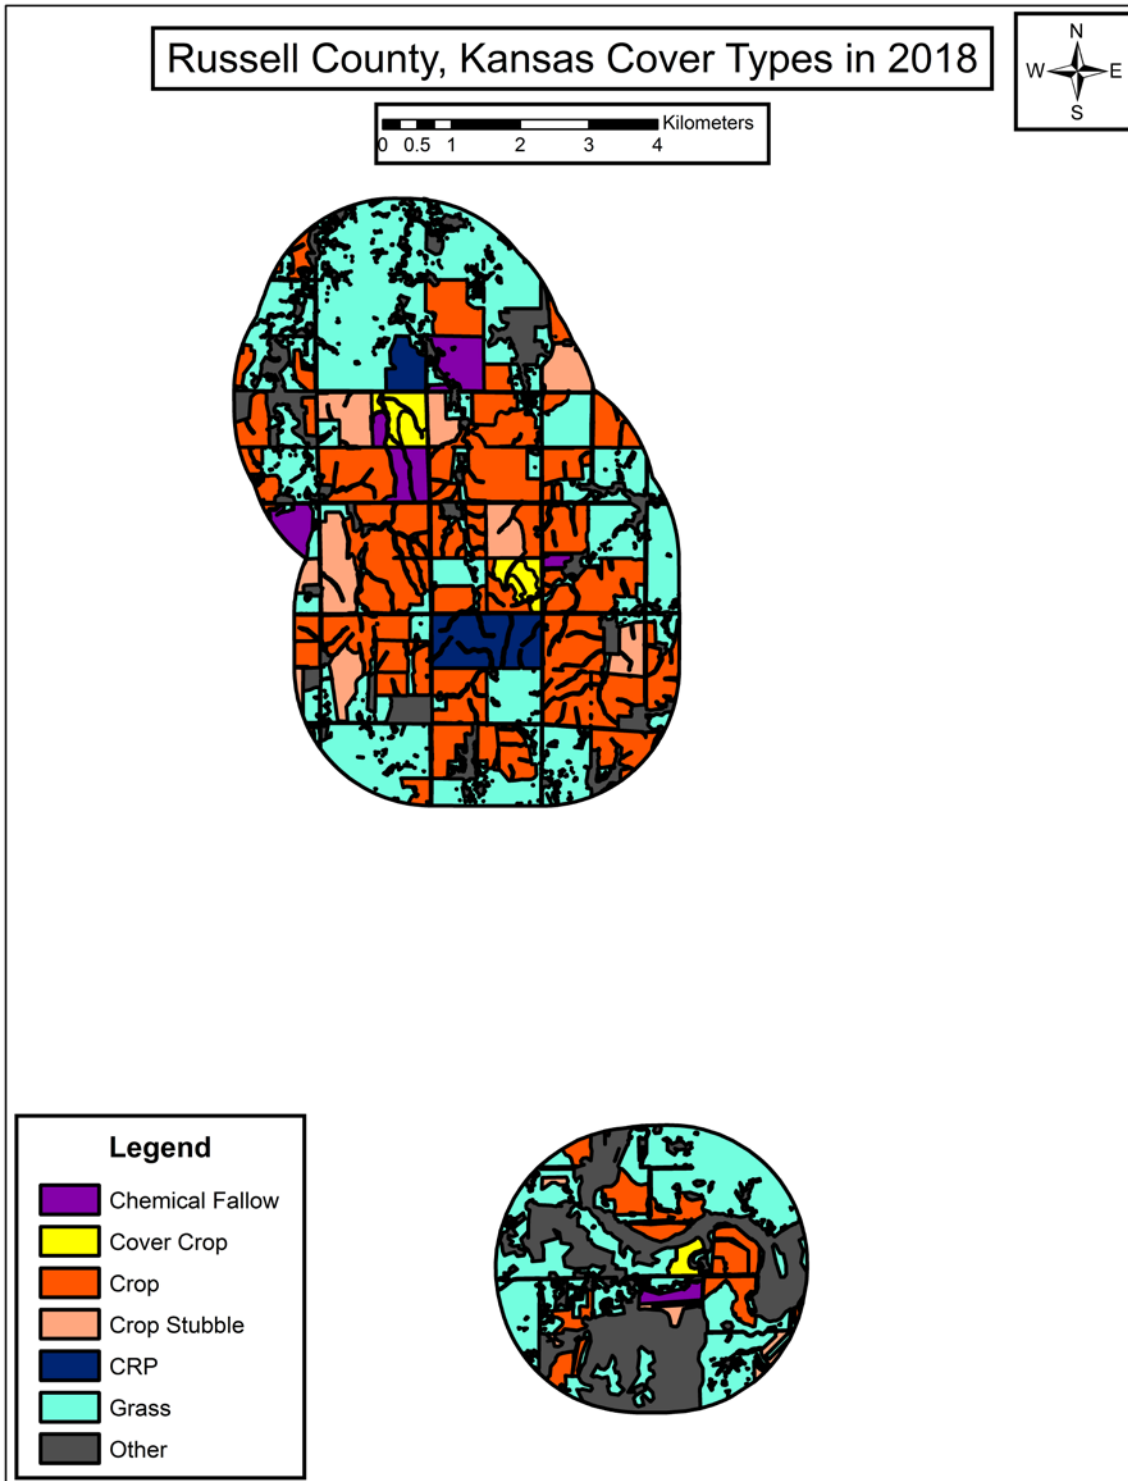 Russell County, Kansas Cover Types in 2018
N
W E
S
Kilometers
0 0.5 1 2 3 4
Legend
Chemical Fallow
Cover Crop
Crop
Crop Stubble
CRP
Grass
Other